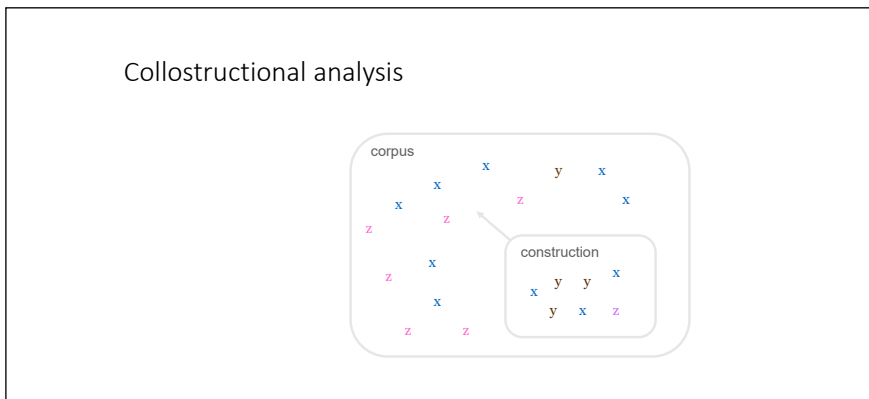 Collostructional analysis
corpus
x y x
x
x z x
z z
construction
x
x z
x y y
z
x y x z
z z